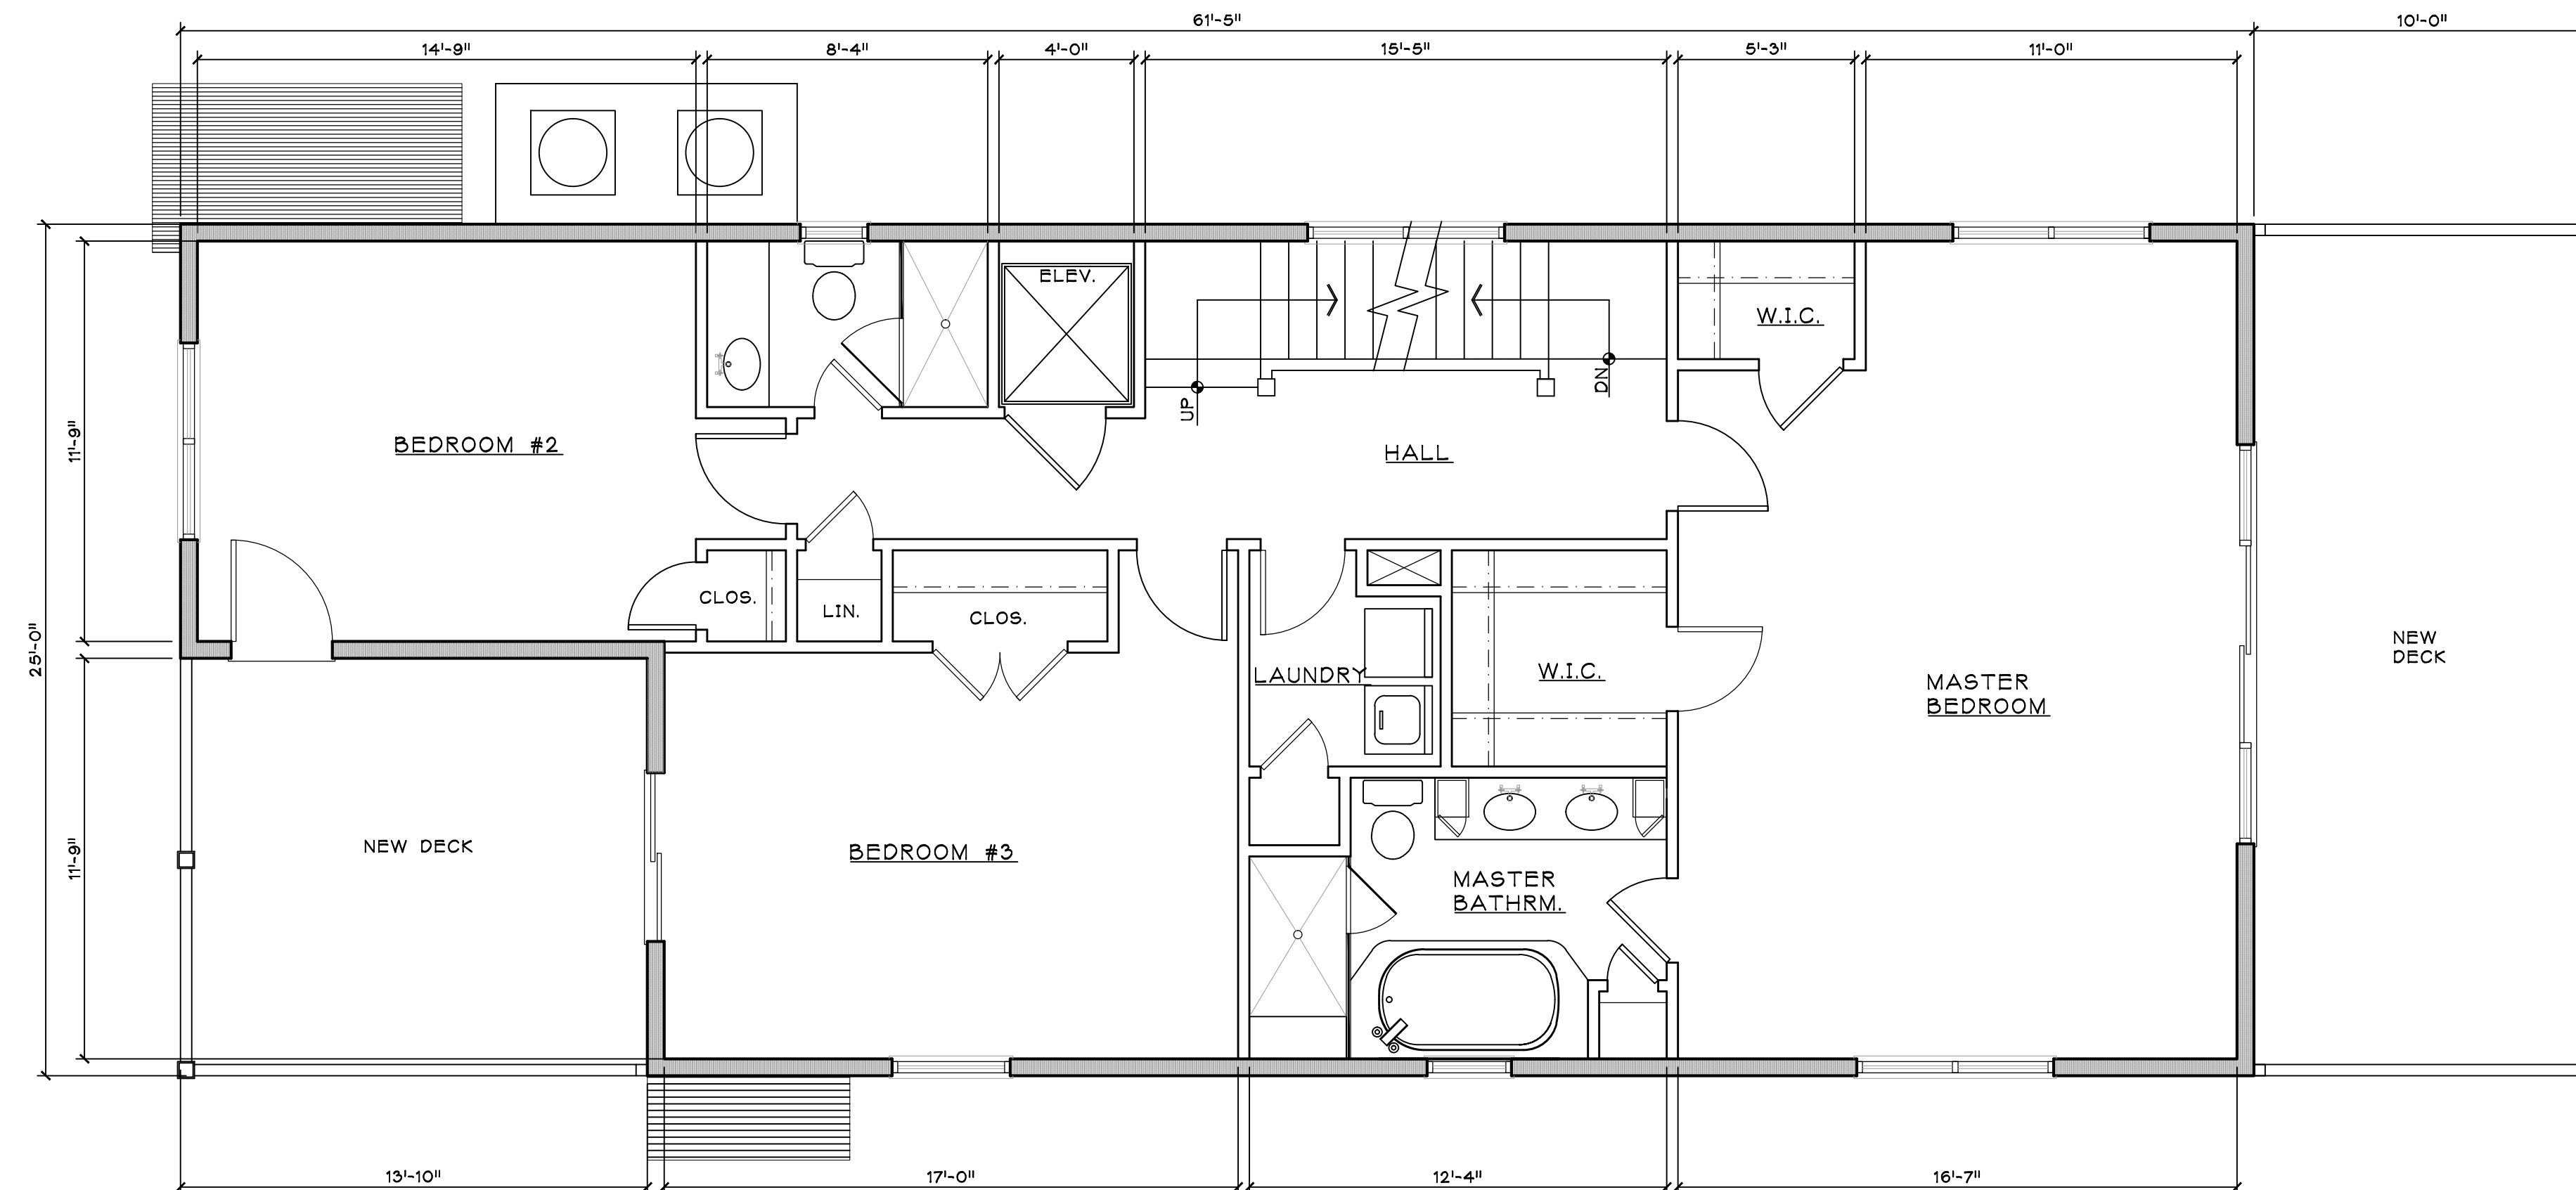 61'-5"
10'-0"
14'-9"
8'-4"
4'-0"
15'-5"
5'-3"
11'-0"
ELEV.
W.I.C.
UP
DN
11'-9"
BEDROOM #2
HALL
CLOS.
LIN.
CLOS.
25'-0"
LAUNDRY
W.I.C.
MASTER
BEDROOM
NEW
DECK
NEW DECK
11'-9"
BEDROOM #3
MASTER
BATHRM.
13'-10"
17'-0"
12'-4"
16'-7"